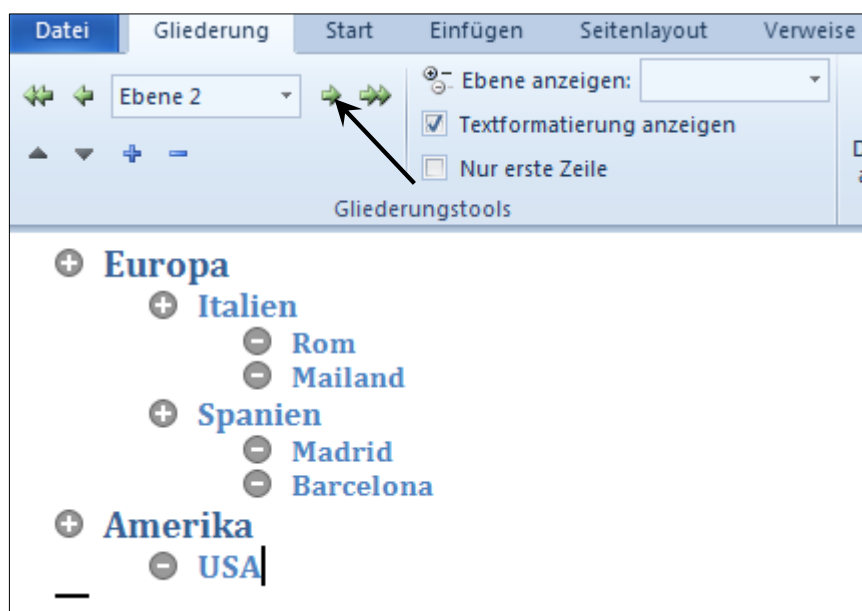 Datei Gliederung Start Einfügen Seitenlayout Verweise
Ebene 2 Ebene anzeigen:
Textformatierung anzeigen
Nur erste Zeile
Gliederungstools
Europa
Italien
Rom
Mailand
Spanien
Madrid
Barcelona
Amerika
USA